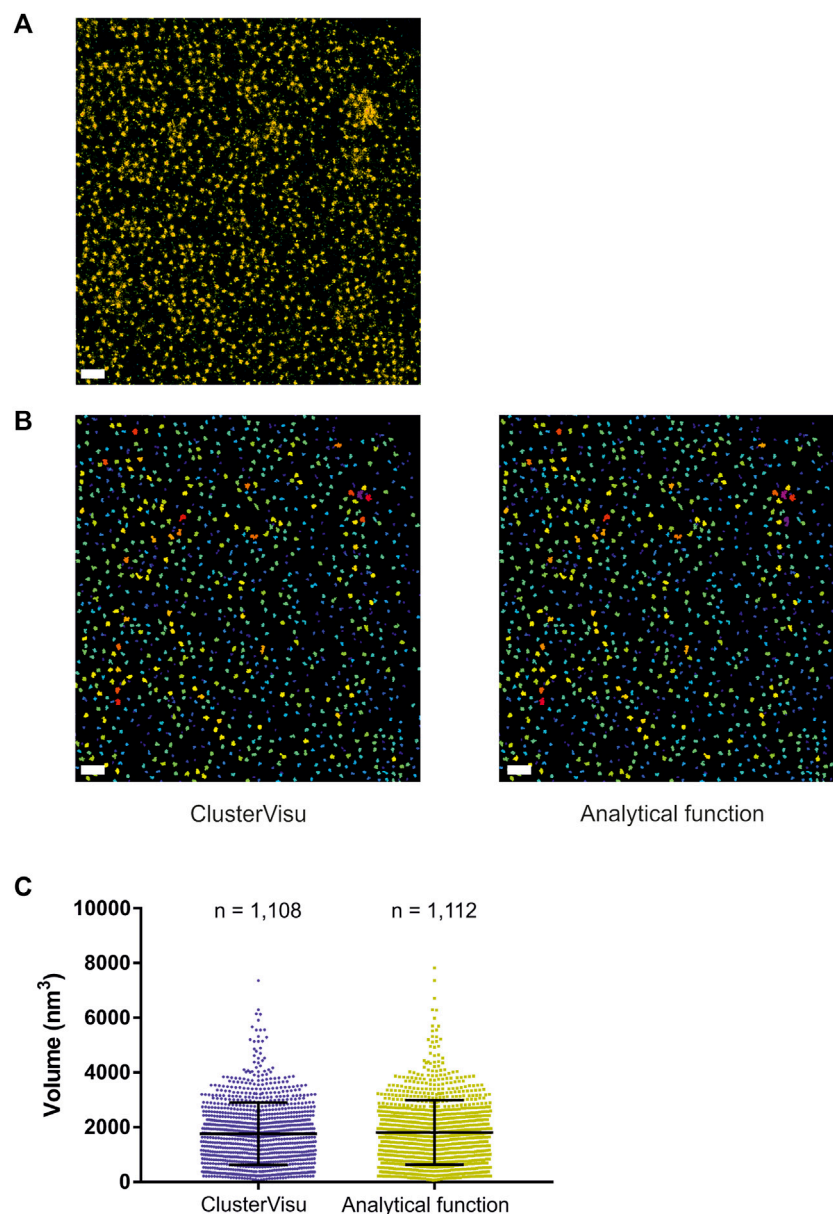 A
B
ClusterVisu Analytical function
C
n = 1,108 n = 1,112
10000
8000
6000
4000
2000
0
Volume (nm³)
ClusterVisu Analytical function